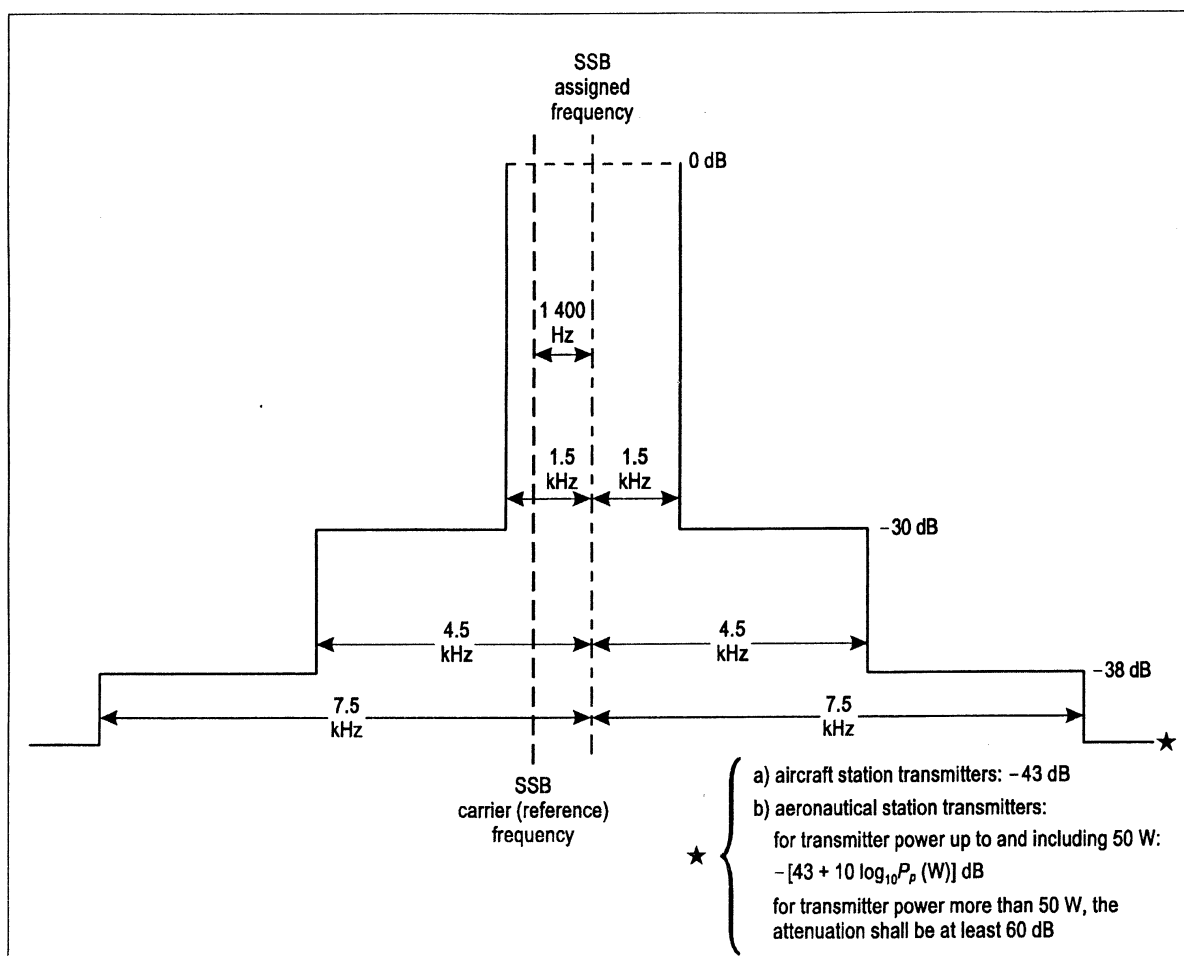 SSB
assigned
frequency
0 dB
1 400
Hz
1.5
kHz
1.5
kHz
−30 dB
4.5
kHz
4.5
kHz
−38 dB
7.5
kHz
7.5
kHz
★
SSB
carrier (reference)
frequency
★
a) aircraft station transmitters: −43 dB
b) aeronautical station transmitters:
for transmitter power up to and including 50 W:
−[43 + 10 log₁₀Pₚ (W)] dB
for transmitter power more than 50 W, the
attenuation shall be at least 60 dB